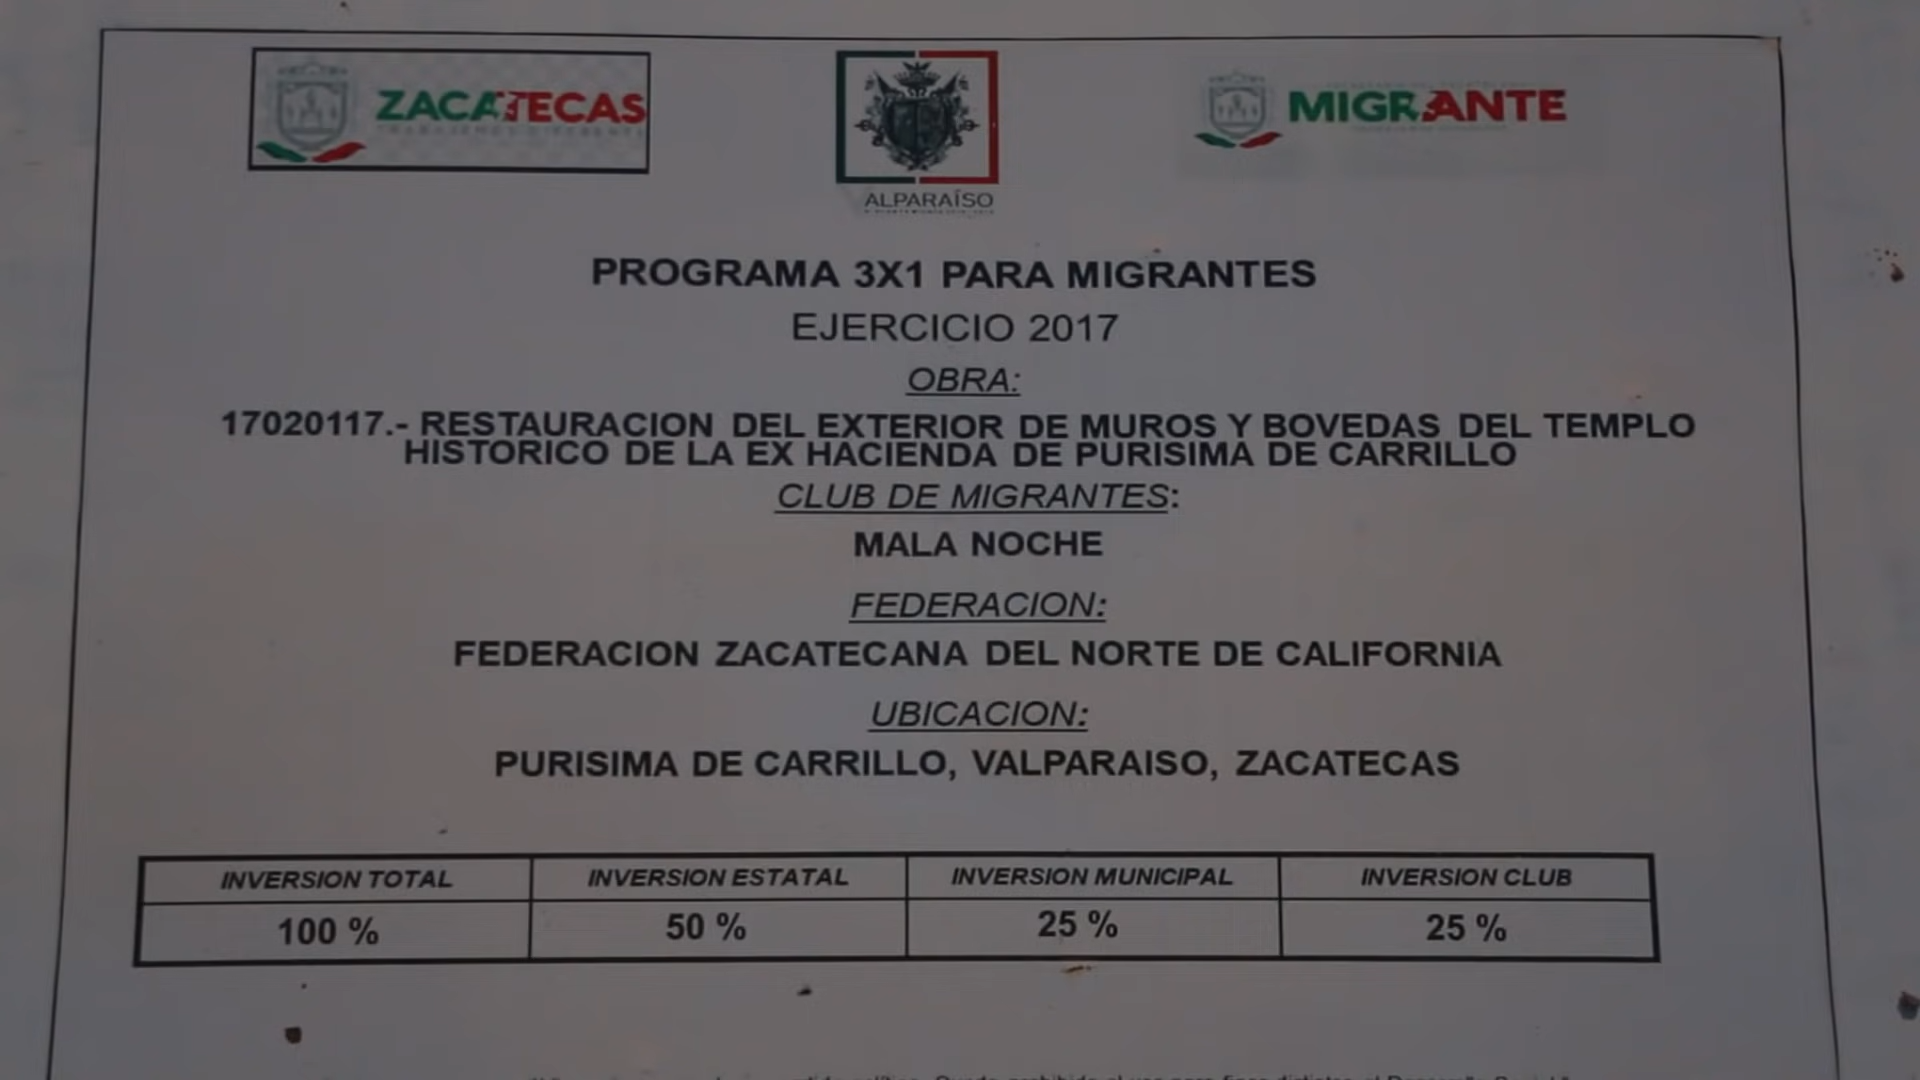 ZACATECAS
VALPARAÍSO
MIGRANTE
PROGRAMA 3X1 PARA MIGRANTES
EJERCICIO 2017
OBRA:
17020117.- RESTAURACION DEL EXTERIOR DE MUROS Y BOVEDAS DEL TEMPLO
HISTORICO DE LA EX HACIENDA DE PURISIMA DE CARRILLO
CLUB DE MIGRANTES:
MALA NOCHE
FEDERACION:
FEDERACION ZACATECANA DEL NORTE DE CALIFORNIA
UBICACION:
PURISIMA DE CARRILLO, VALPARAISO, ZACATECAS
INVERSION TOTAL INVERSION ESTATAL INVERSION MUNICIPAL INVERSION CLUB
100 % 50 % 25 % 25 %